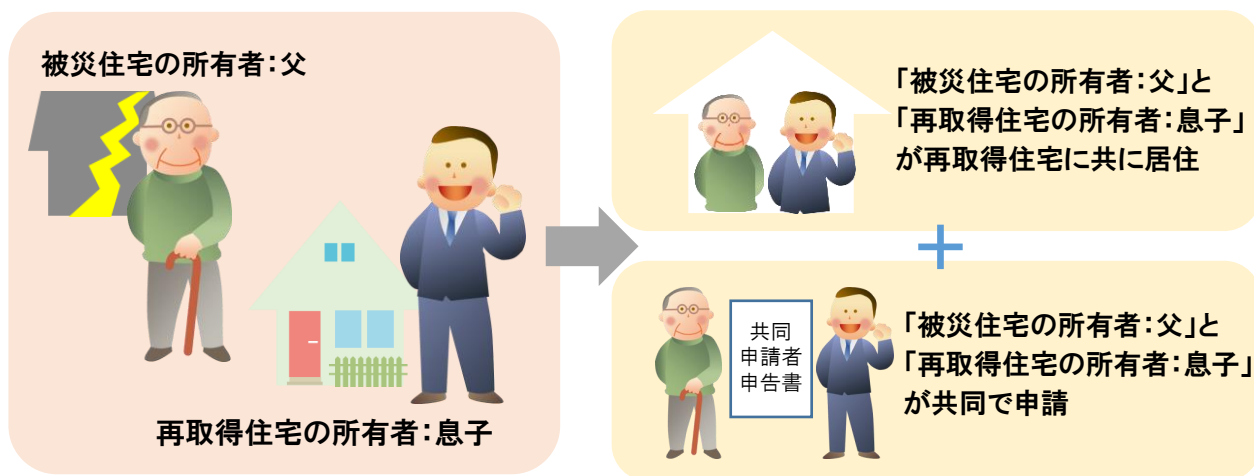 被災住宅の所有者：父
再取得住宅の所有者：息子
「被災住宅の所有者：父」と
「再取得住宅の所有者：息子」
が再取得住宅に共に居住
共同
申請者
申告書
「被災住宅の所有者：父」と
「再取得住宅の所有者：息子」
が共同で申請